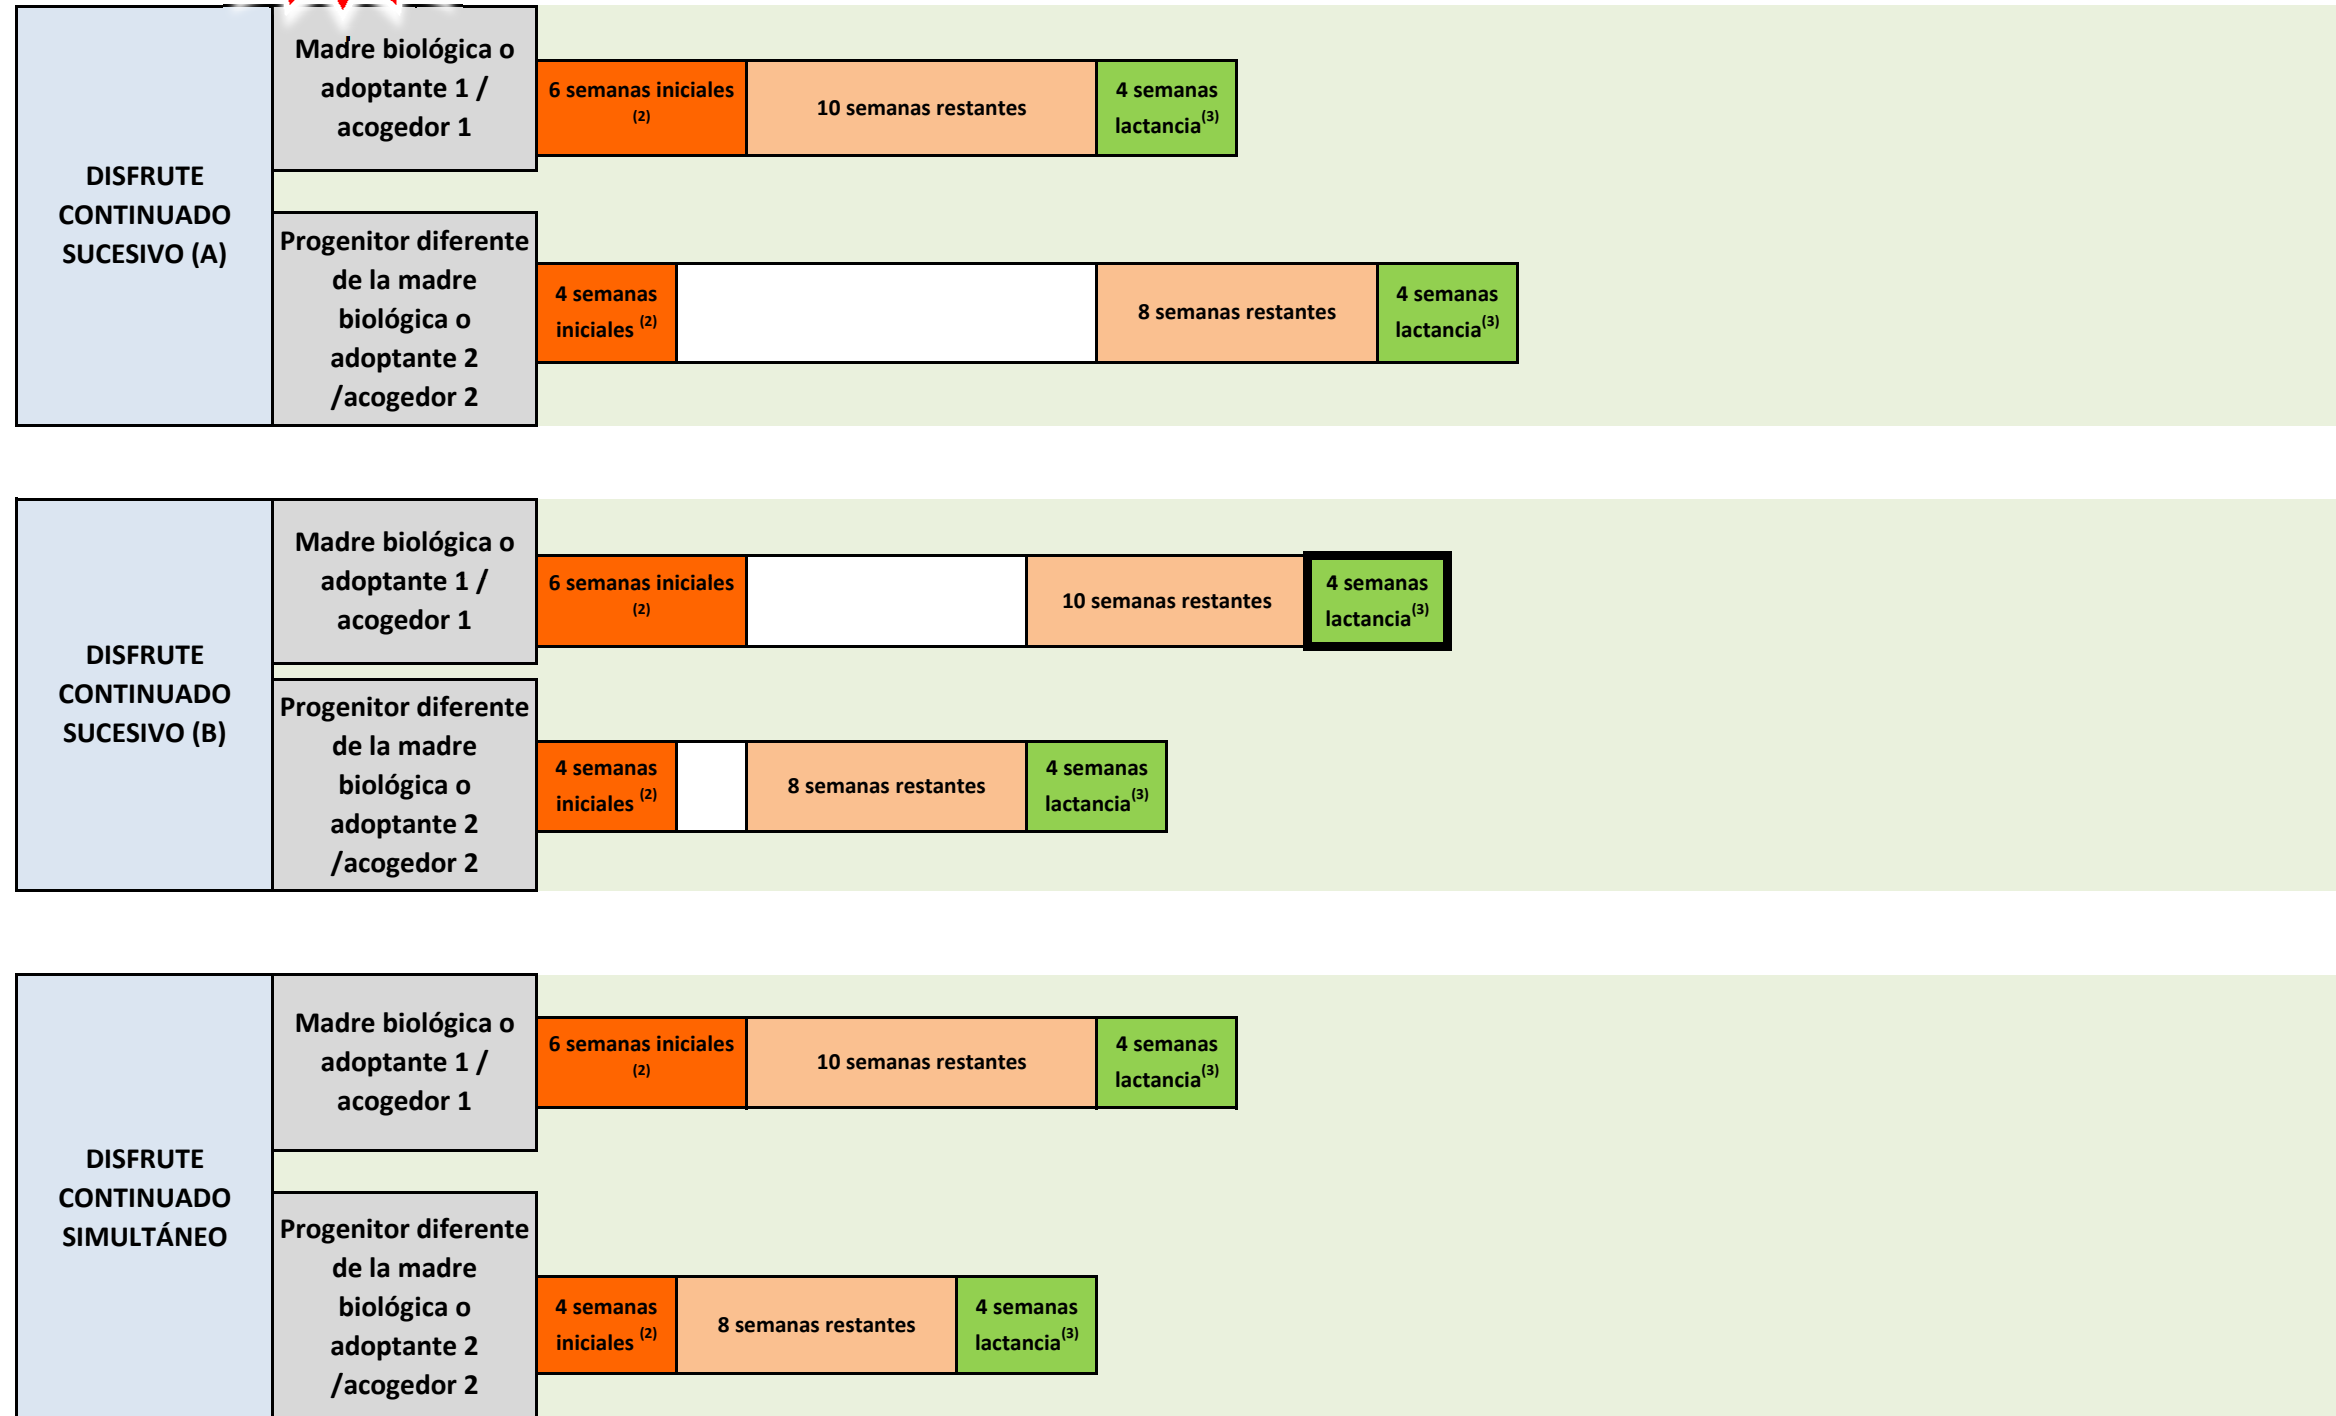 Madre biológica o
adoptante 1 /
acogedor 1
6 semanas iniciales
(2)
10 semanas restantes
4 semanas
lactancia(3)
DISFRUTE
CONTINUADO
SUCESIVO (A)
Progenitor diferente
de la madre
biológica o
adoptante 2
/acogedor 2
4 semanas
iniciales (2)
8 semanas restantes
4 semanas
lactancia(3)
Madre biológica o
adoptante 1 /
acogedor 1
6 semanas iniciales
(2)
10 semanas restantes
4 semanas
lactancia(3)
DISFRUTE
CONTINUADO
SUCESIVO (B)
Progenitor diferente
de la madre
biológica o
adoptante 2
/acogedor 2
4 semanas
iniciales (2)
8 semanas restantes
4 semanas
lactancia(3)
Madre biológica o
adoptante 1 /
acogedor 1
6 semanas iniciales
(2)
10 semanas restantes
4 semanas
lactancia(3)
DISFRUTE
CONTINUADO
SIMULTÁNEO
Progenitor diferente
de la madre
biológica o
adoptante 2
/acogedor 2
4 semanas
iniciales (2)
8 semanas restantes
4 semanas
lactancia(3)